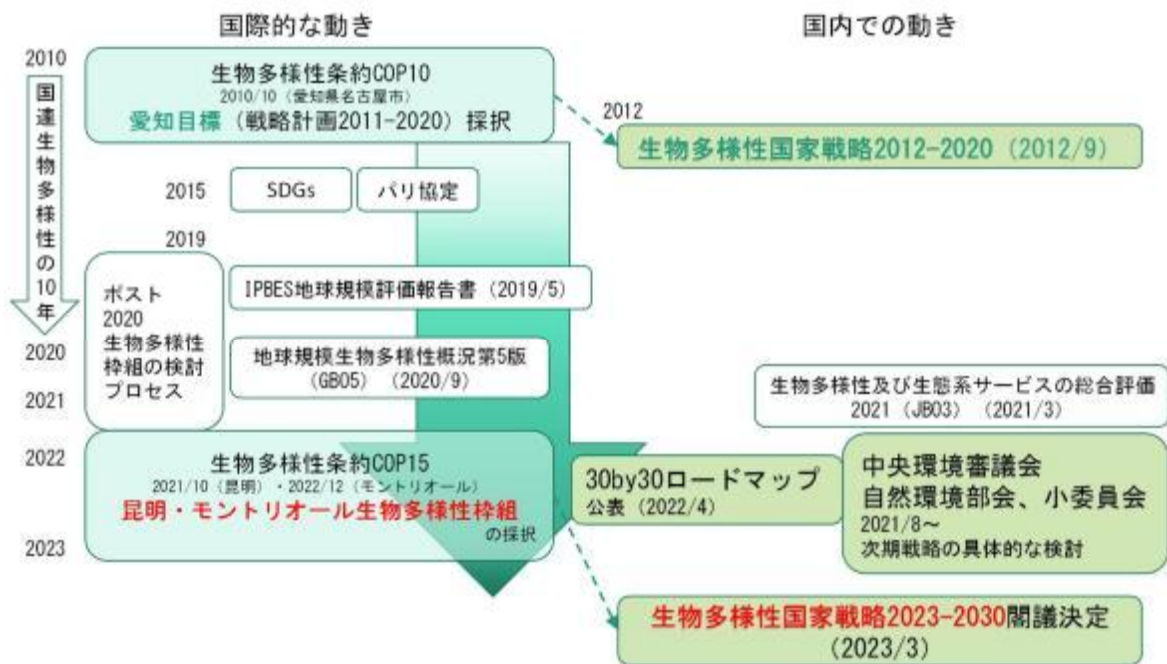 国際的な動き
国内での動き
2010
国連生物多様性の10年
生物多様性条約COP10
2010/10（愛知県名古屋市）
愛知目標（戦略計画2011-2020）採択
2012
生物多様性国家戦略2012-2020（2012/9）
2015
SDGs
パリ協定
2019
ポスト
2020
生物多様性
枠組の検討
プロセス
IPBES地球規模評価報告書（2019/5）
2020
地球規模生物多様性概況第5版
（GBO5）（2020/9）
2021
生物多様性及び生態系サービスの総合評価
2021（JBO3）（2021/3）
2022
生物多様性条約COP15
2021/10（昆明）・2022/12（モントリオール）
昆明・モントリオール生物多様性枠組
の採択
30by30ロードマップ
公表（2022/4）
中央環境審議会
自然環境部会、小委員会
2021/8～
次期戦略の具体的な検討
2023
生物多様性国家戦略2023-2030閣議決定
（2023/3）